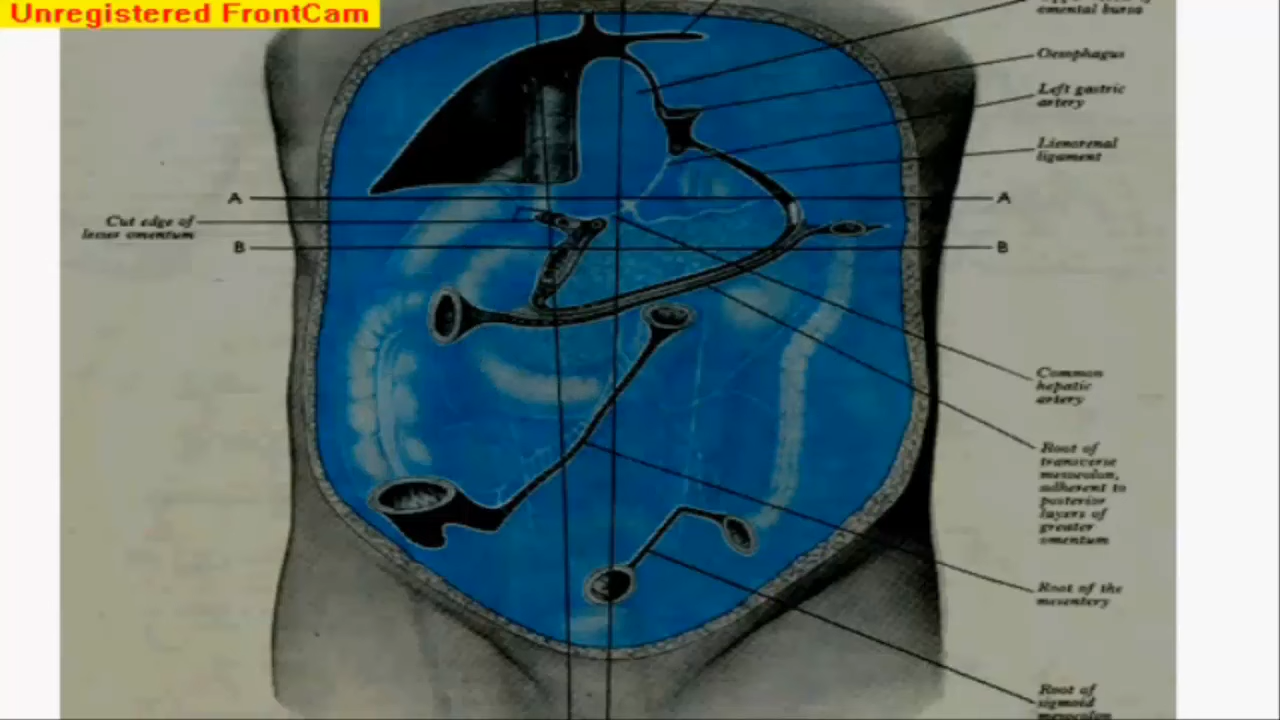 Unregistered FrontCam
omental bursa
Oesophagus
Left gastric
artery
Lienorenal
ligament
A
A
Cut edge of
lesser omentum
B
B
Common
hepatic
artery
Root of
transverse
mesocolon,
adherent to
posterior
layers of
greater
omentum
Root of the
mesentery
Root of
sigmoid
mesocolon